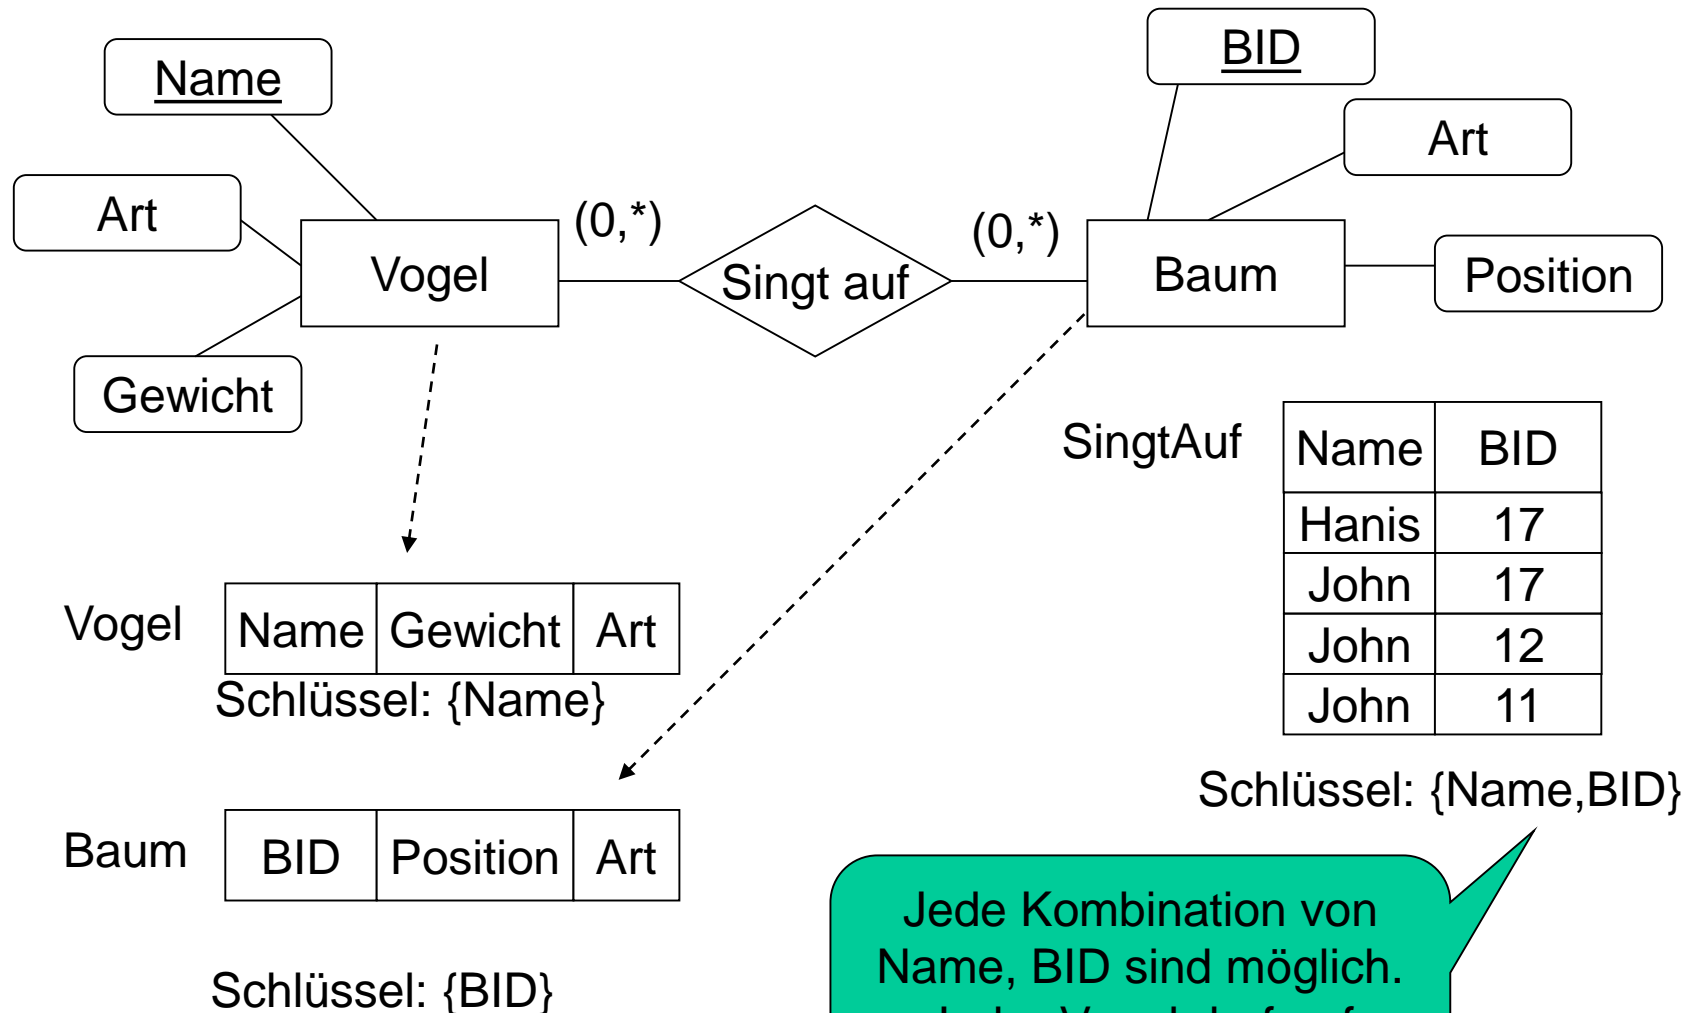 Name
BID
Art
Art
(0,*)
(0,*)
Vogel
Singt auf
Baum
Position
Gewicht
SingtAuf
Name BID
Hanis 17
John 17
John 12
John 11
Schlüssel: {Name,BID}
Vogel
Name Gewicht Art
Schlüssel: {Name}
Baum
BID Position Art
Schlüssel: {BID}
Jede Kombination von
Name, BID sind möglich.